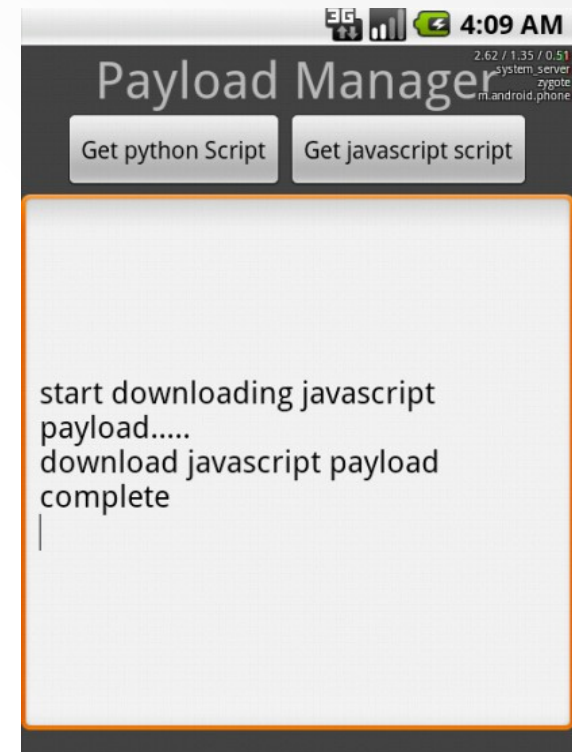 3G 4:09 AM
Payload Manager
2.62 / 1.35 / 0.51
system_server
zygote
m.android.phone
Get python Script
Get javascript script
start downloading javascript
payload.....
download javascript payload
complete